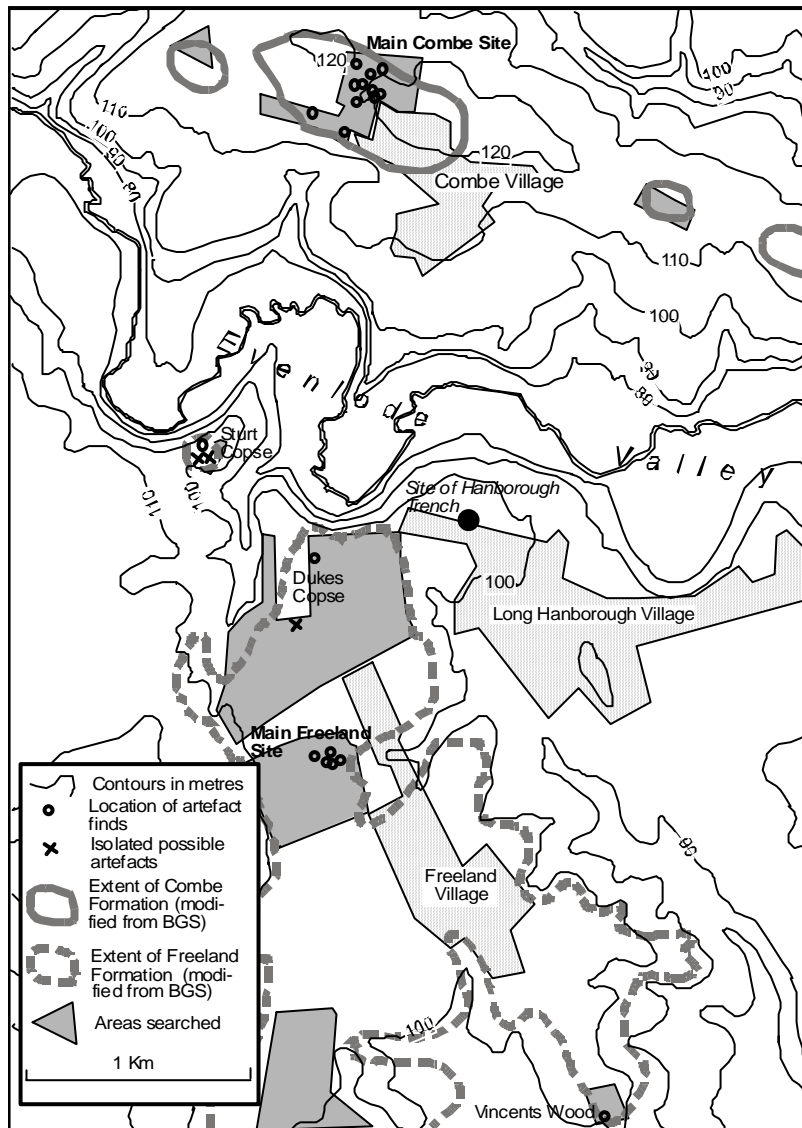 Main Combe Site
120
100
90
110
100
90
80
120
Combe Village
110
100
90
80
Evenlode
Valley
Sturt
Copse
100
110
Site of Hanborough
Trench
Dukes
Copse
100
Long Hanborough Village
Main Freeland
Site
Contours in metres
Location of artefact
finds
Isolated possible
artefacts
Extent of Combe
Formation (modi-
fied from BGS)
Extent of Freeland
Formation (modi-
fied from BGS)
Areas searched
1 Km
Freeland
Village
90
100
Vincents Wood